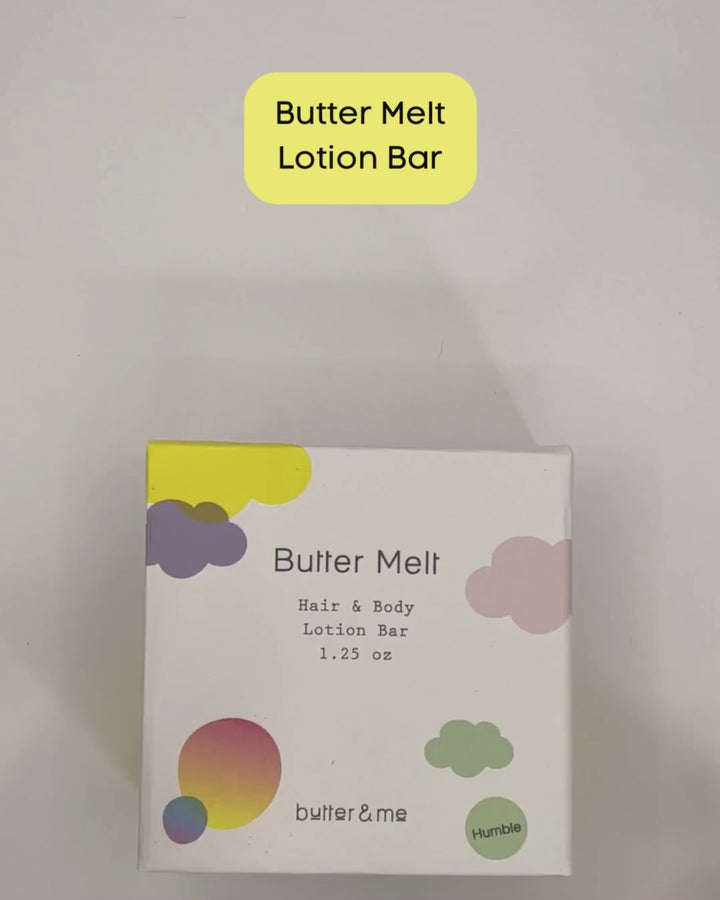 Butter Melt
Lotion Bar
Butter Melt
Hair & Body
Lotion Bar
1.25 oz
butter&me
Humble